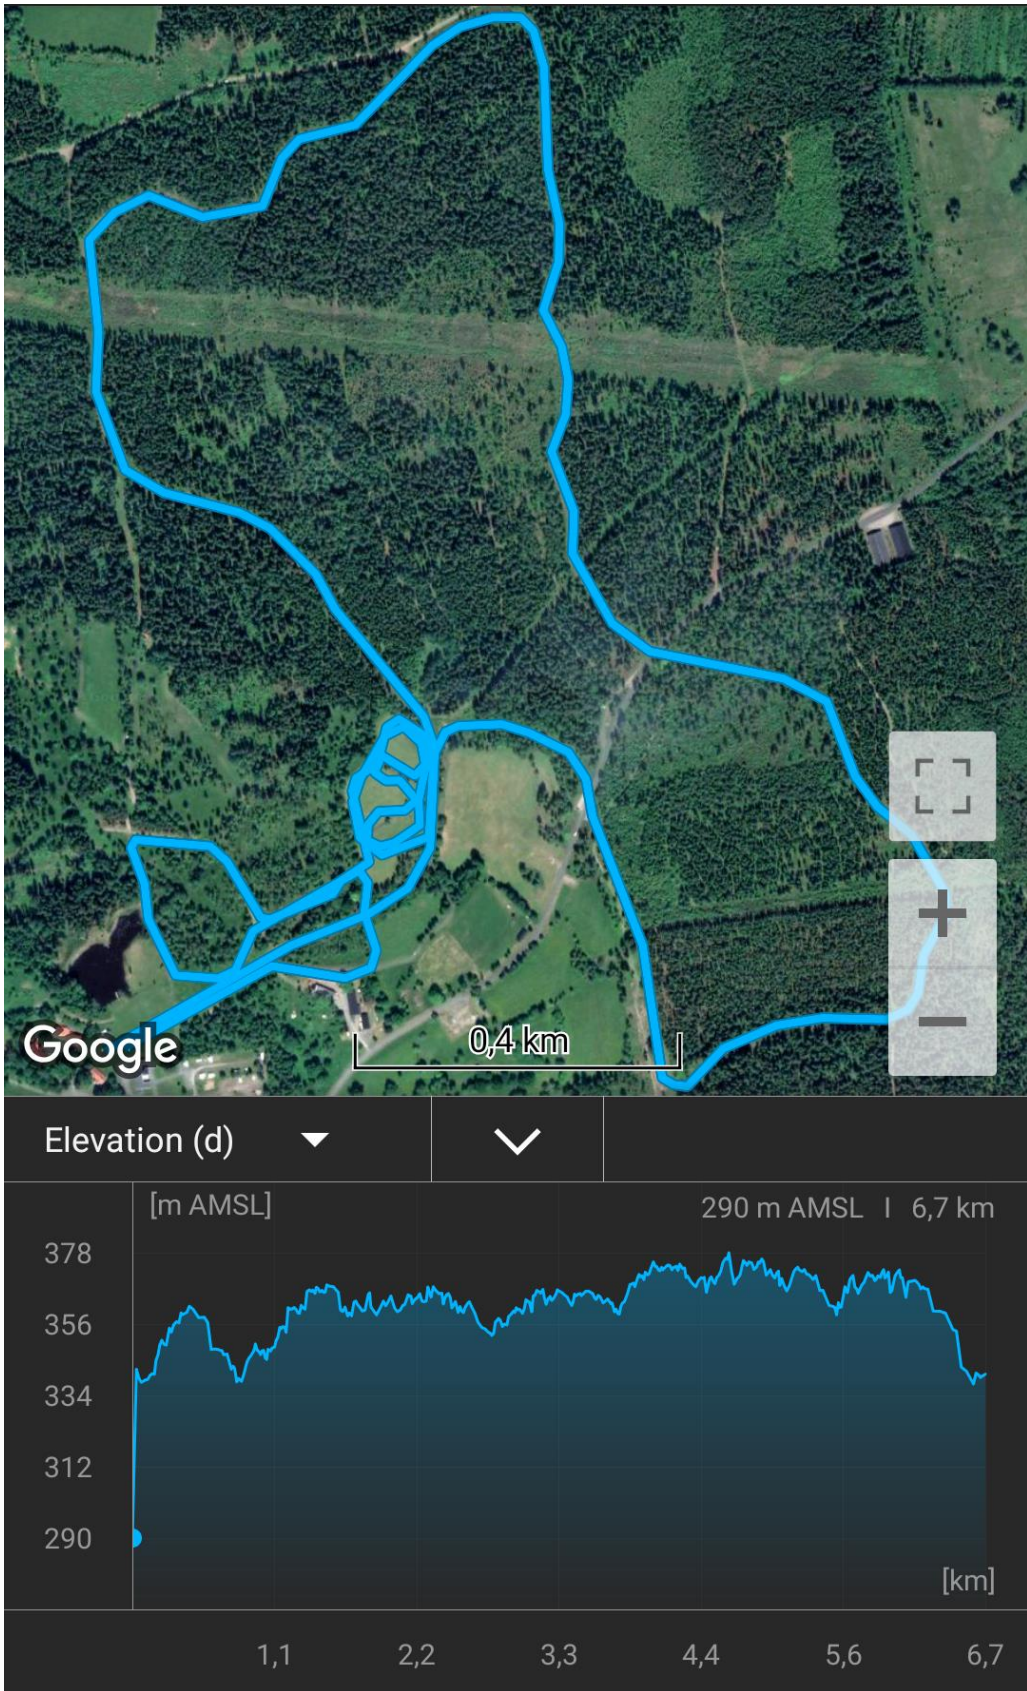 Google
0,4 km
+
−
Elevation (d)
[m AMSL]
290 m AMSL I 6,7 km
378
356
334
312
290
[km]
1,1 2,2 3,3 4,4 5,6 6,7